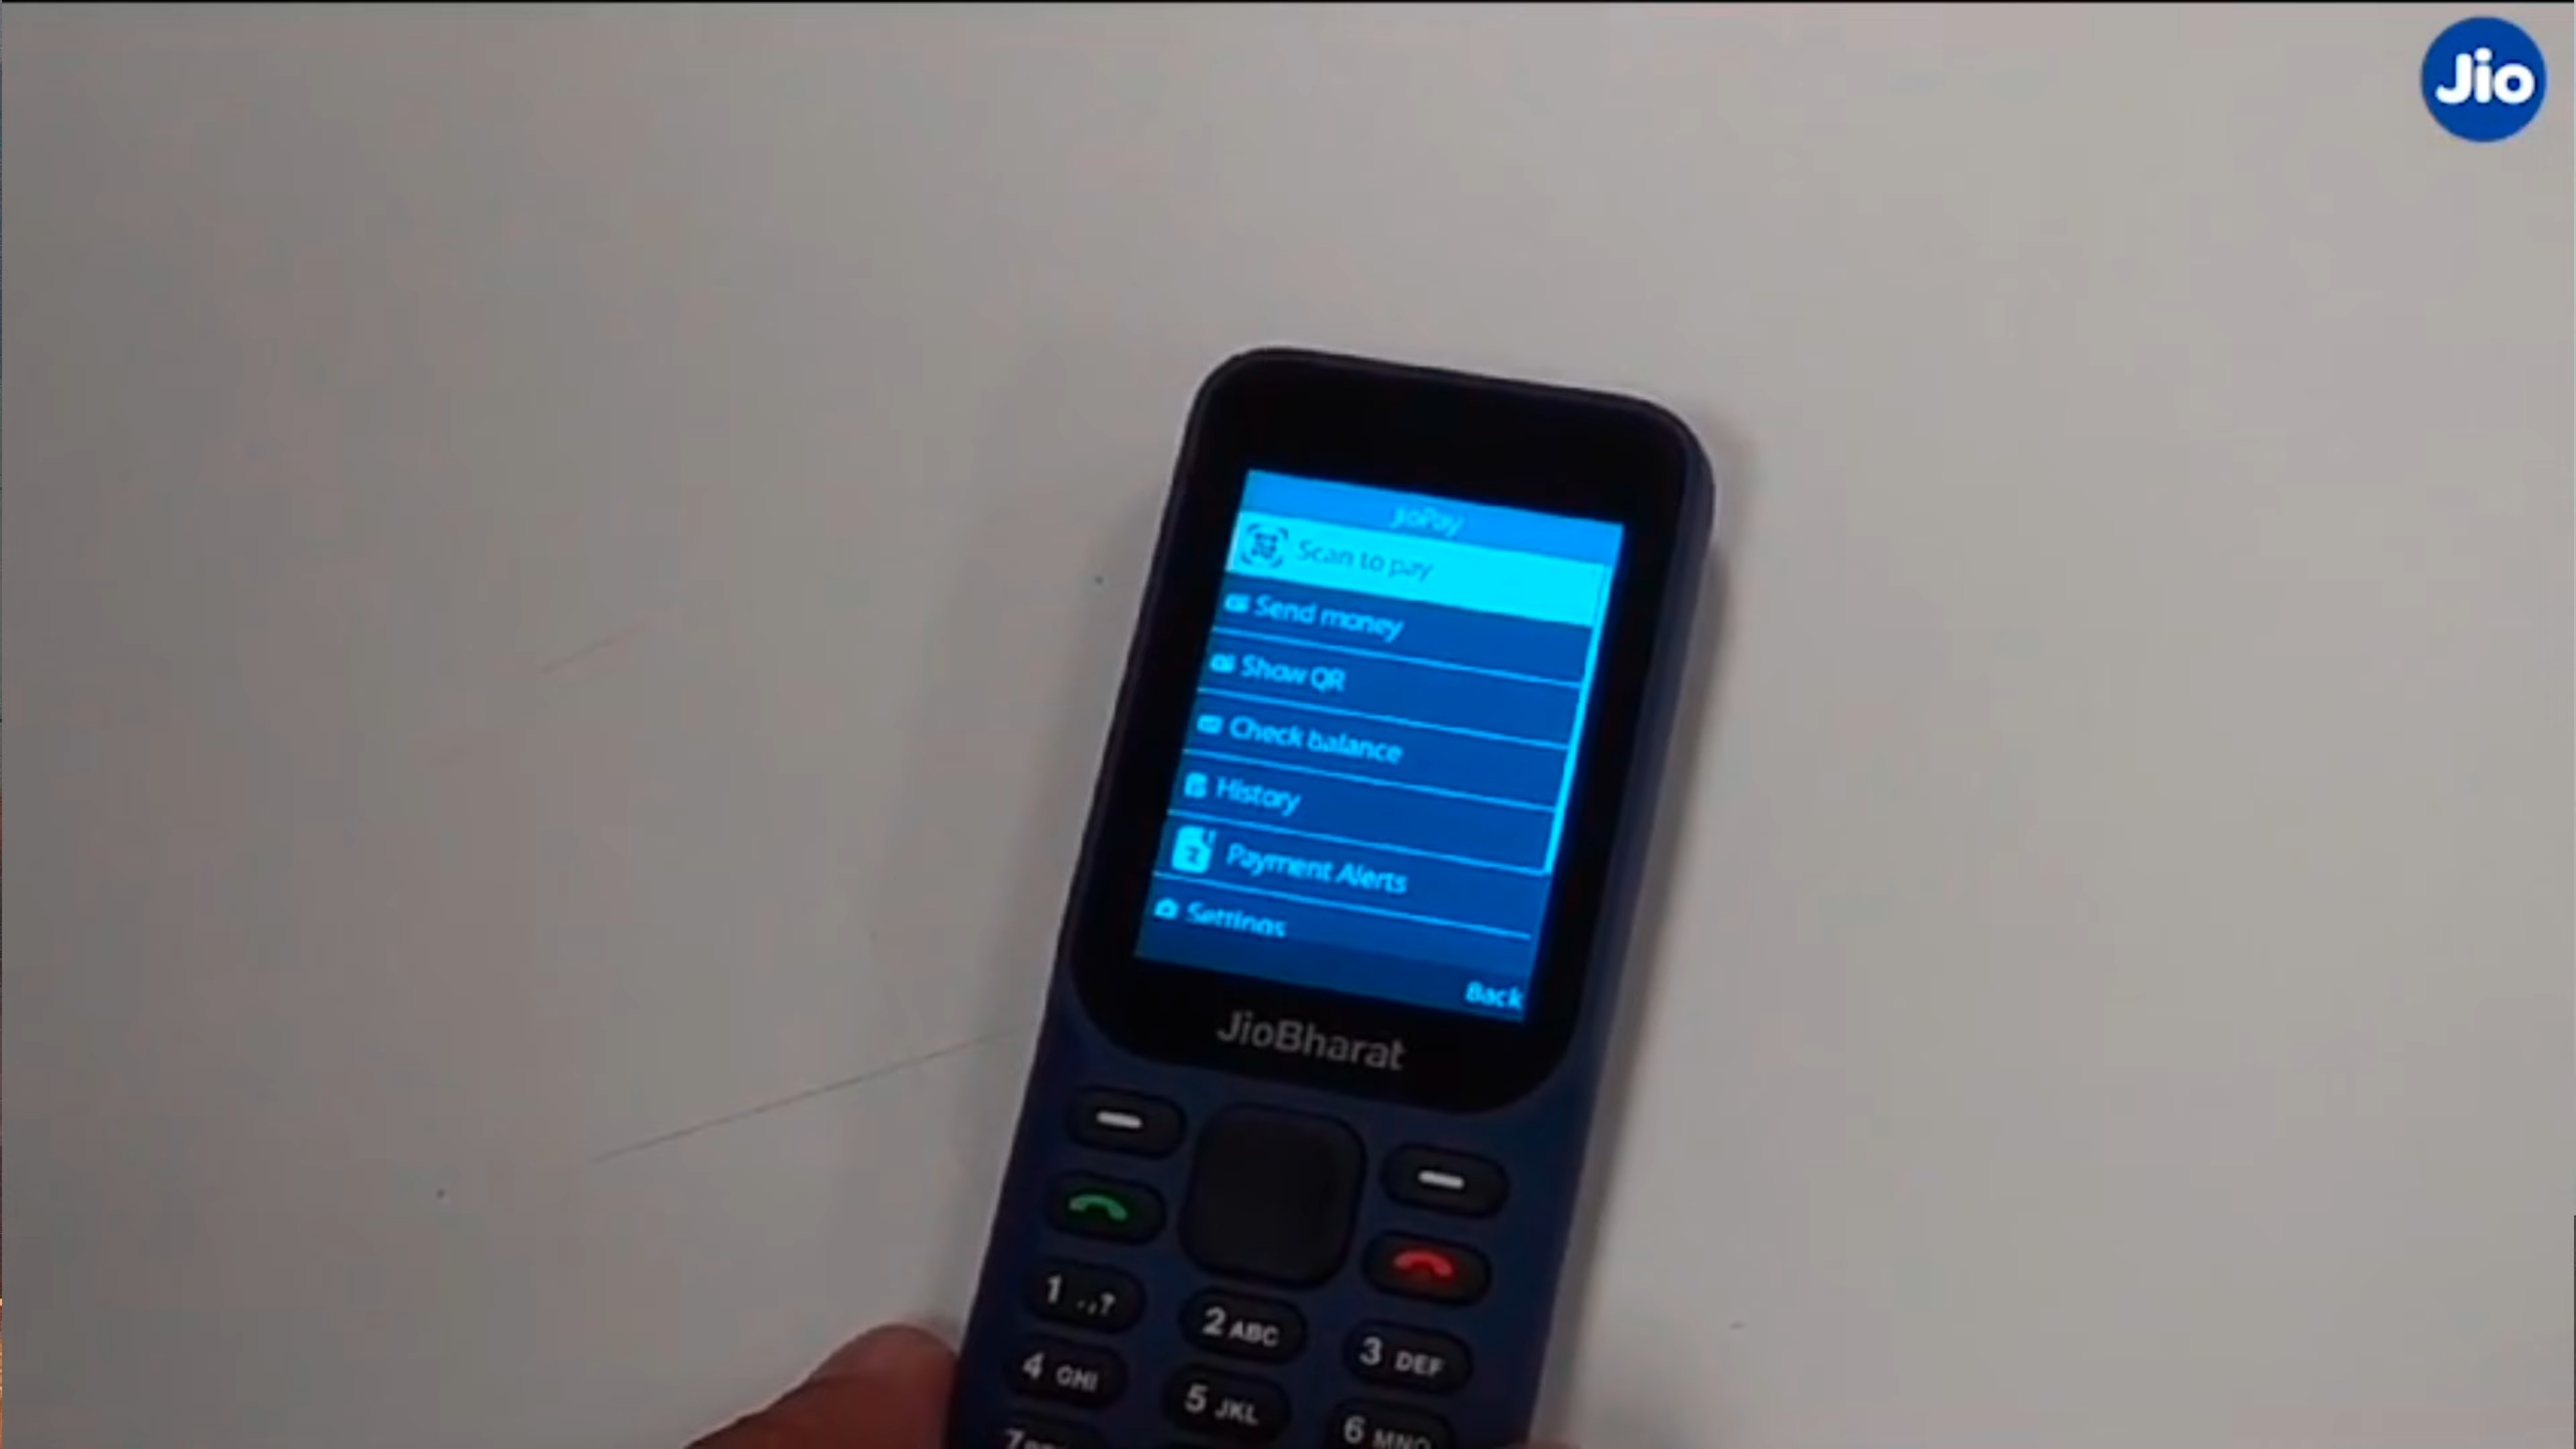 Jio
JioPay
Scan to pay
Send money
Show QR
Check balance
History
Payment Alerts
Settings
Back
JioBharat
1 .,?
2 ABC
3 DEF
4 GHI
5 JKL
6 MNO
7